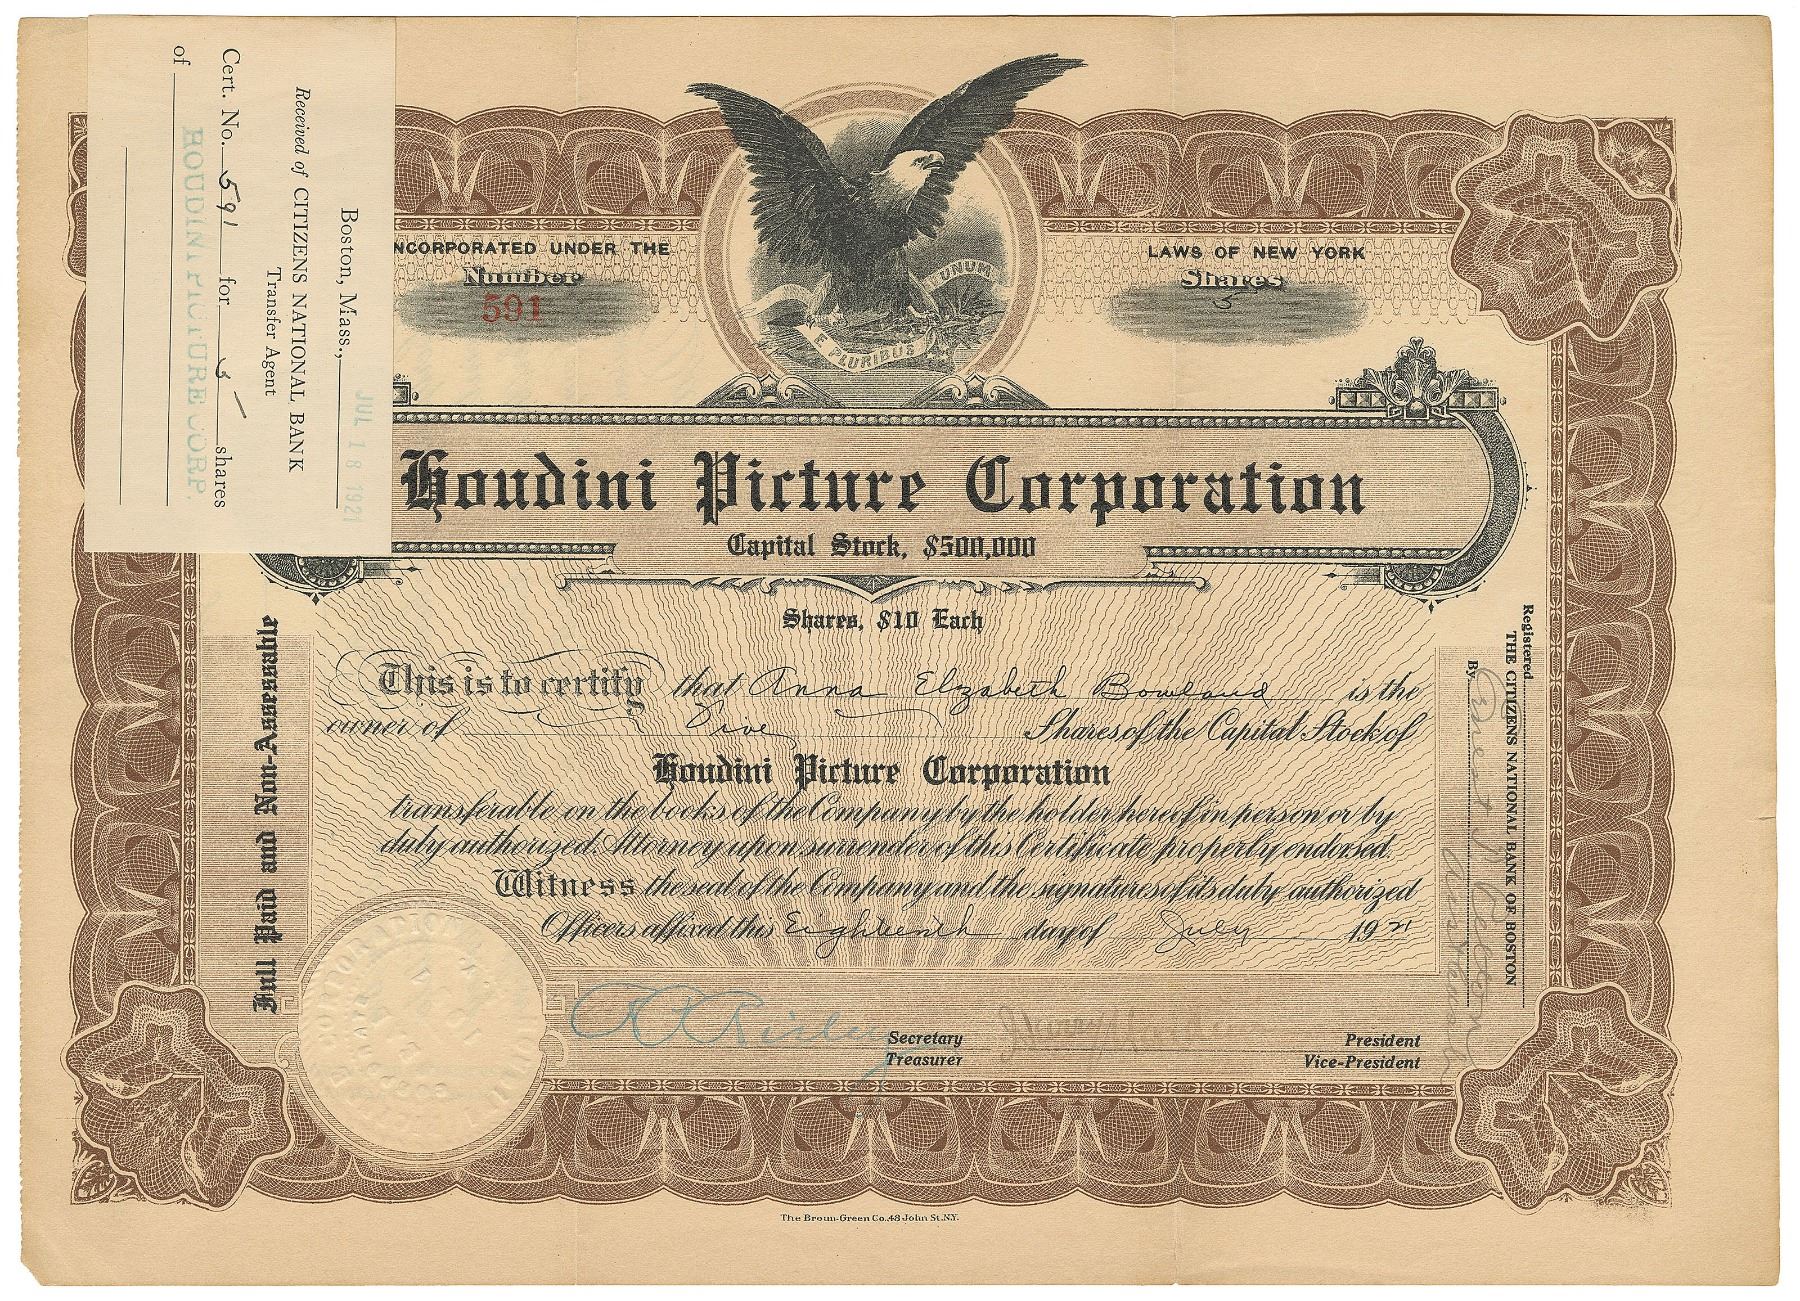 Boston, Mass., JUL 18 1921
Received of CITIZENS NATIONAL BANK
Transfer Agent
Cert. No. 591 for 5 shares
of HOUDINI PICTURE CORP.
NCORPORATED UNDER THE
LAWS OF NEW YORK
Number
591
Shares
5
E PLURIBUS UNUM
Houdini Picture Corporation
Capital Stock, $500,000
Shares, $10 Each
Full Paid and Non-Assessable
This is to certify that Anna Elizabeth Bowland is the
owner of Five Shares of the Capital Stock of
Houdini Picture Corporation
transferable on the books of the Company by the holder hereof in person or by
duly authorized Attorney upon surrender of this Certificate properly endorsed.
Witness the seal of the Company and the signatures of its duly authorized
Officers affixed this Eighteenth day of July 1921
Registered
THE CITIZENS NATIONAL BANK OF BOSTON
By
Secretary
Treasurer
President
Vice-President
The Broun-Green Co. 48 John St. N.Y.